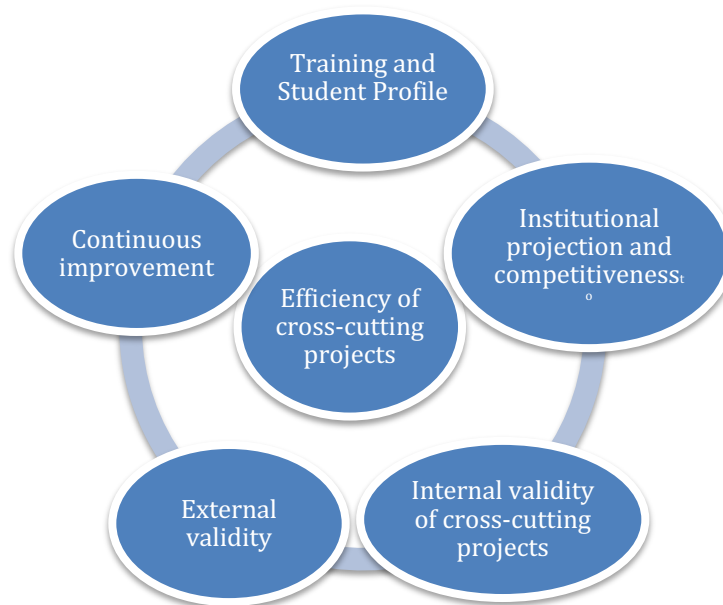 Training and
Student Profile
Institutional
projection and
competitivenesst
o
Internal validity
of cross-cutting
projects
External
validity
Continuous
improvement
Efficiency of
cross-cutting
projects